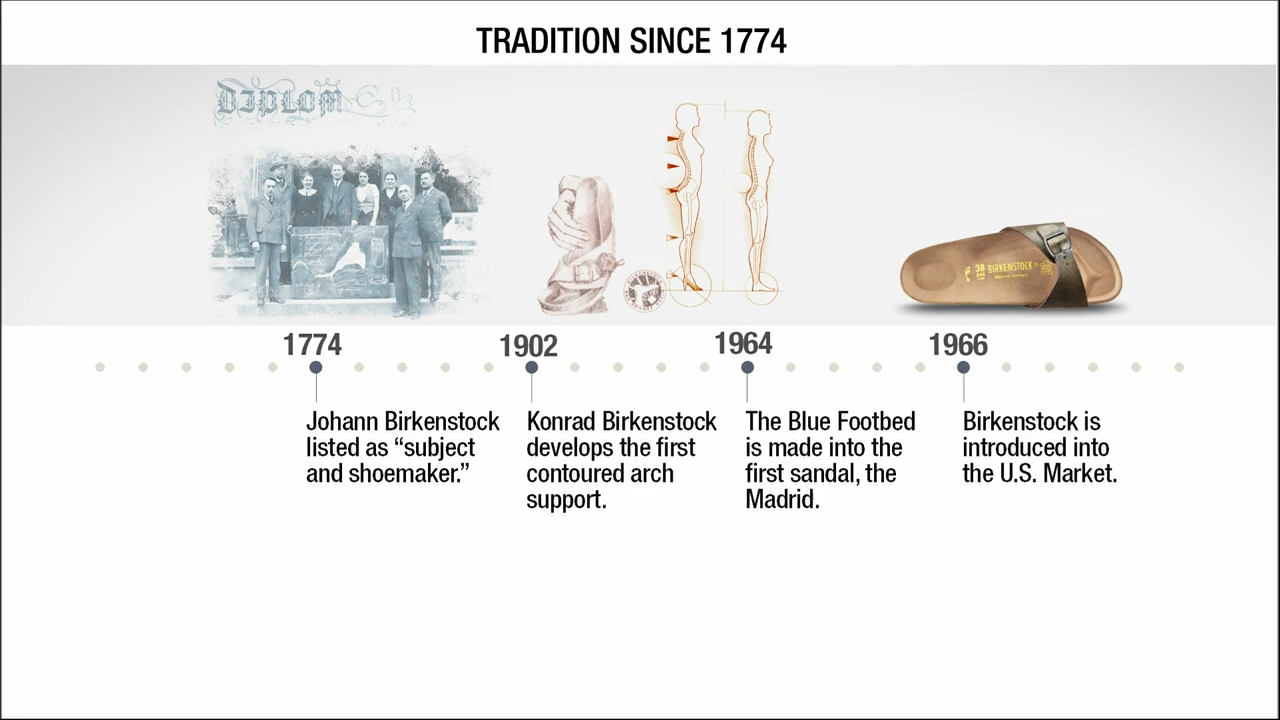 TRADITION SINCE 1774
Diplom
38
BIRKENSTOCK
1774
1902
1964
1966
Johann Birkenstock
listed as “subject
and shoemaker.”
Konrad Birkenstock
develops the first
contoured arch
support.
The Blue Footbed
is made into the
first sandal, the
Madrid.
Birkenstock is
introduced into
the U.S. Market.